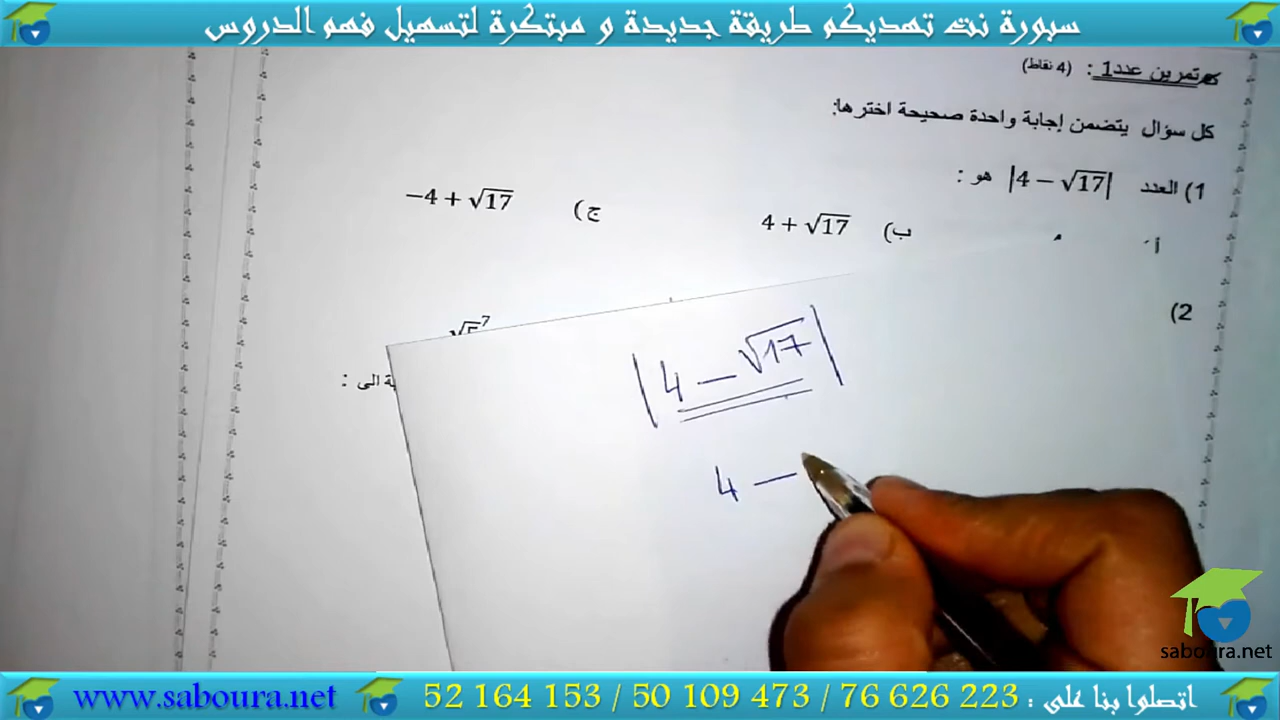 سبورة نت تهديكم طريقة جديدة و مبتكرة لتسهيل فهم الدروس
تمرين عدد1 : (4 نقاط)
كل سؤال يتضمن إجابة واحدة صحيحة اخترها:
1) العدد |4 − √17| هو :
أ
ب) 4 + √17
ج) −4 + √17
2)
ة الى :
|4 − √17|
4 −
saboura.net
www.saboura.net
اتصلوا بنا على : 52 164 153 / 50 109 473 / 76 626 223